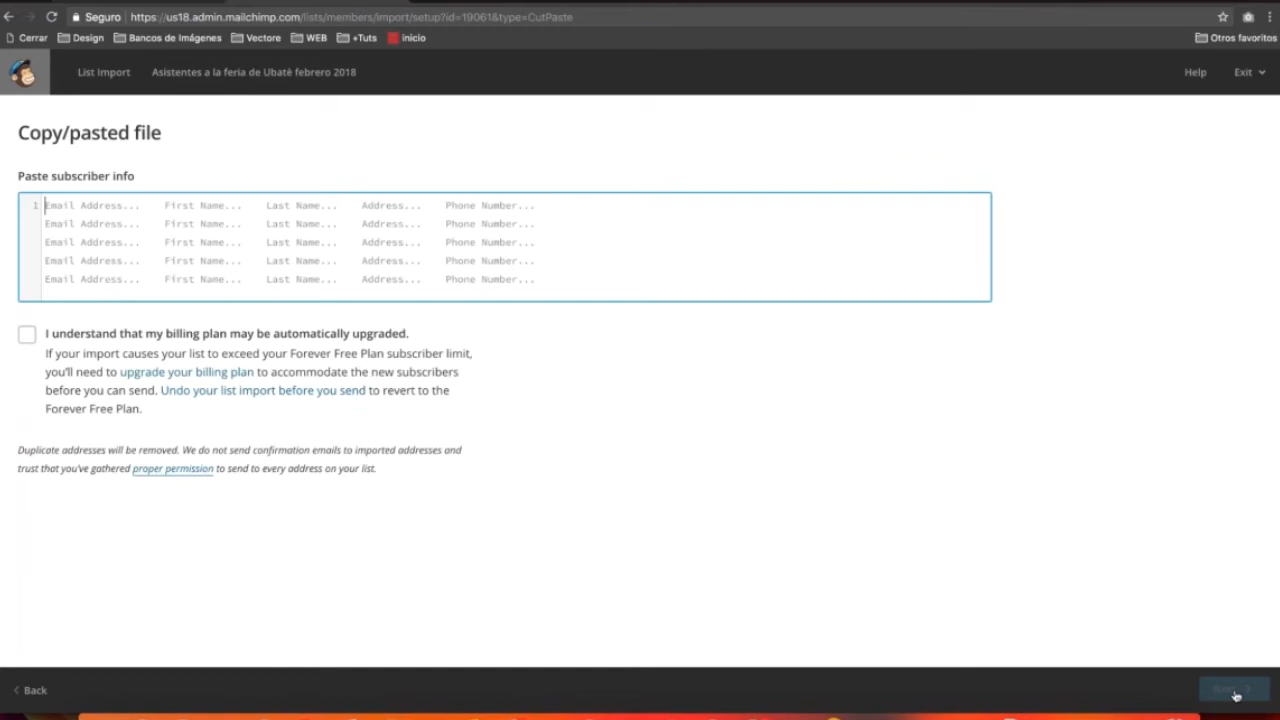 Seguro https://us18.admin.mailchimp.com/lists/members/import/setup?id=19061&type=CutPaste
Cerrar Design Bancos de Imágenes Vectore WEB +Tuts Inicio Otros favoritos
List Import Asistentes a la feria de Ubatè febrero 2018 Help Exit
Copy/pasted file
Paste subscriber info
1 Email Address... First Name... Last Name... Address... Phone Number...
Email Address... First Name... Last Name... Address... Phone Number...
Email Address... First Name... Last Name... Address... Phone Number...
Email Address... First Name... Last Name... Address... Phone Number...
Email Address... First Name... Last Name... Address... Phone Number...
I understand that my billing plan may be automatically upgraded.
If your import causes your list to exceed your Forever Free Plan subscriber limit,
you'll need to upgrade your billing plan to accommodate the new subscribers
before you can send. Undo your list import before you send to revert to the
Forever Free Plan.
Duplicate addresses will be removed. We do not send confirmation emails to imported addresses and
trust that you've gathered proper permission to send to every address on your list.
Back